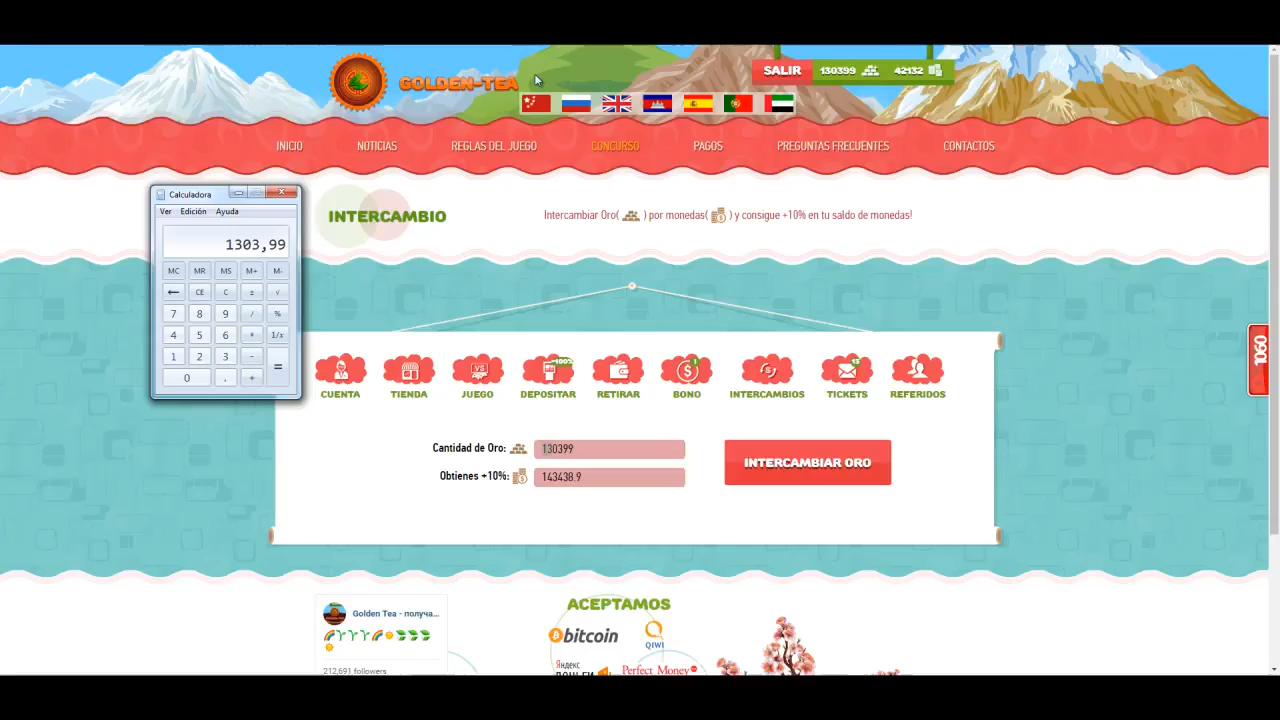 GOLDEN-TEA
SALIR 130399 42132
INICIO NOTICIAS REGLAS DEL JUEGO CONCURSO PAGOS PREGUNTAS FRECUENTES CONTACTOS
Calculadora
Ver Edición Ayuda
1303,99
MC MR MS M+ M-
← CE C ± √
7 8 9 / %
4 5 6 * 1/x
1 2 3 - =
0 , +
INTERCAMBIO
Intercambiar Oro( ) por monedas( ) y consigue +10% en tu saldo de monedas!
1060
VS 100% $ 1 $ 15
CUENTA TIENDA JUEGO DEPOSITAR RETIRAR BONO INTERCAMBIOS TICKETS REFERIDOS
Cantidad de Oro: 130399
Obtienes +10%: 143438.9
INTERCAMBIAR ORO
Golden Tea - получа...
212,691 followers
ACEPTAMOS
bitcoin
QIWI
Яндекс
Perfect Money